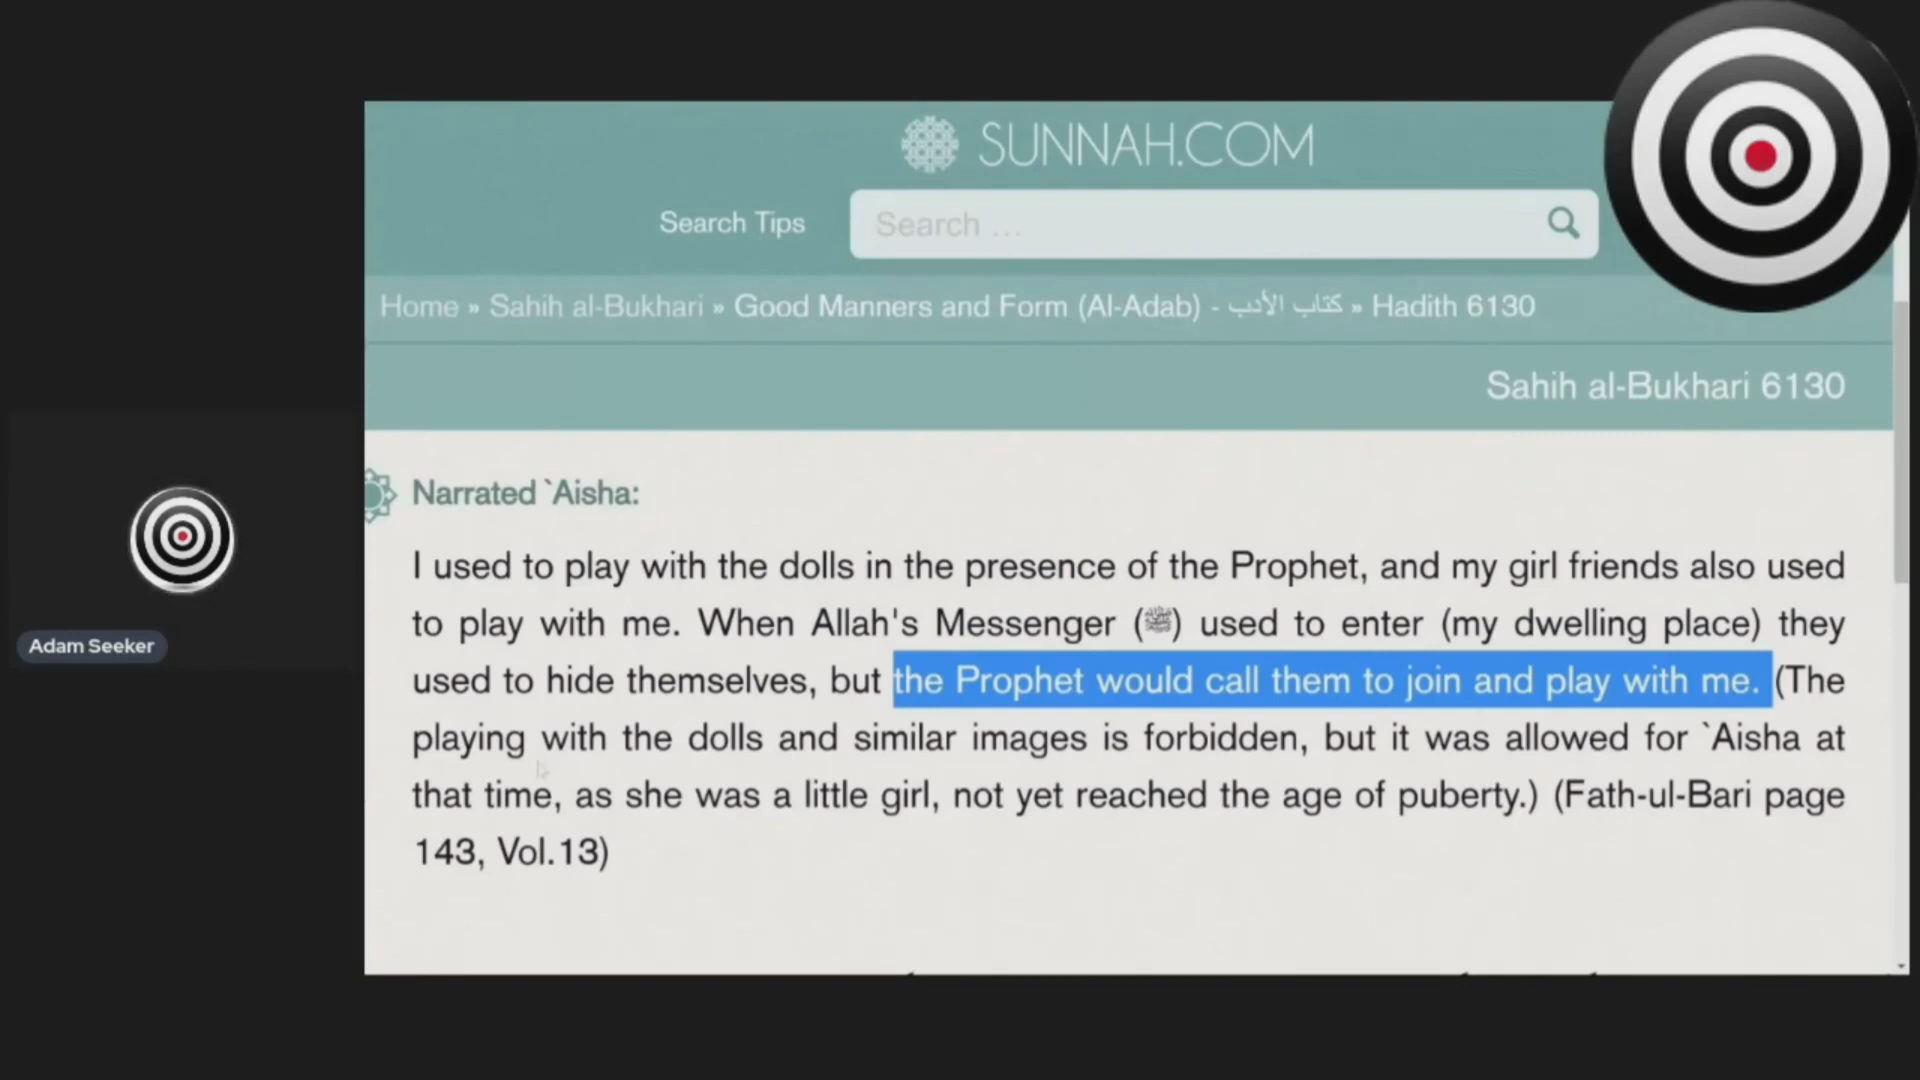 SUNNAH.COM
Search Tips
Search ...
Home » Sahih al-Bukhari » Good Manners and Form (Al-Adab) - كتاب الأدب » Hadith 6130
Sahih al-Bukhari 6130
Narrated `Aisha:
I used to play with the dolls in the presence of the Prophet, and my girl friends also used
to play with me. When Allah's Messenger (ﷺ) used to enter (my dwelling place) they
used to hide themselves, but the Prophet would call them to join and play with me. (The
playing with the dolls and similar images is forbidden, but it was allowed for `Aisha at
that time, as she was a little girl, not yet reached the age of puberty.) (Fath-ul-Bari page
143, Vol.13)
Adam Seeker